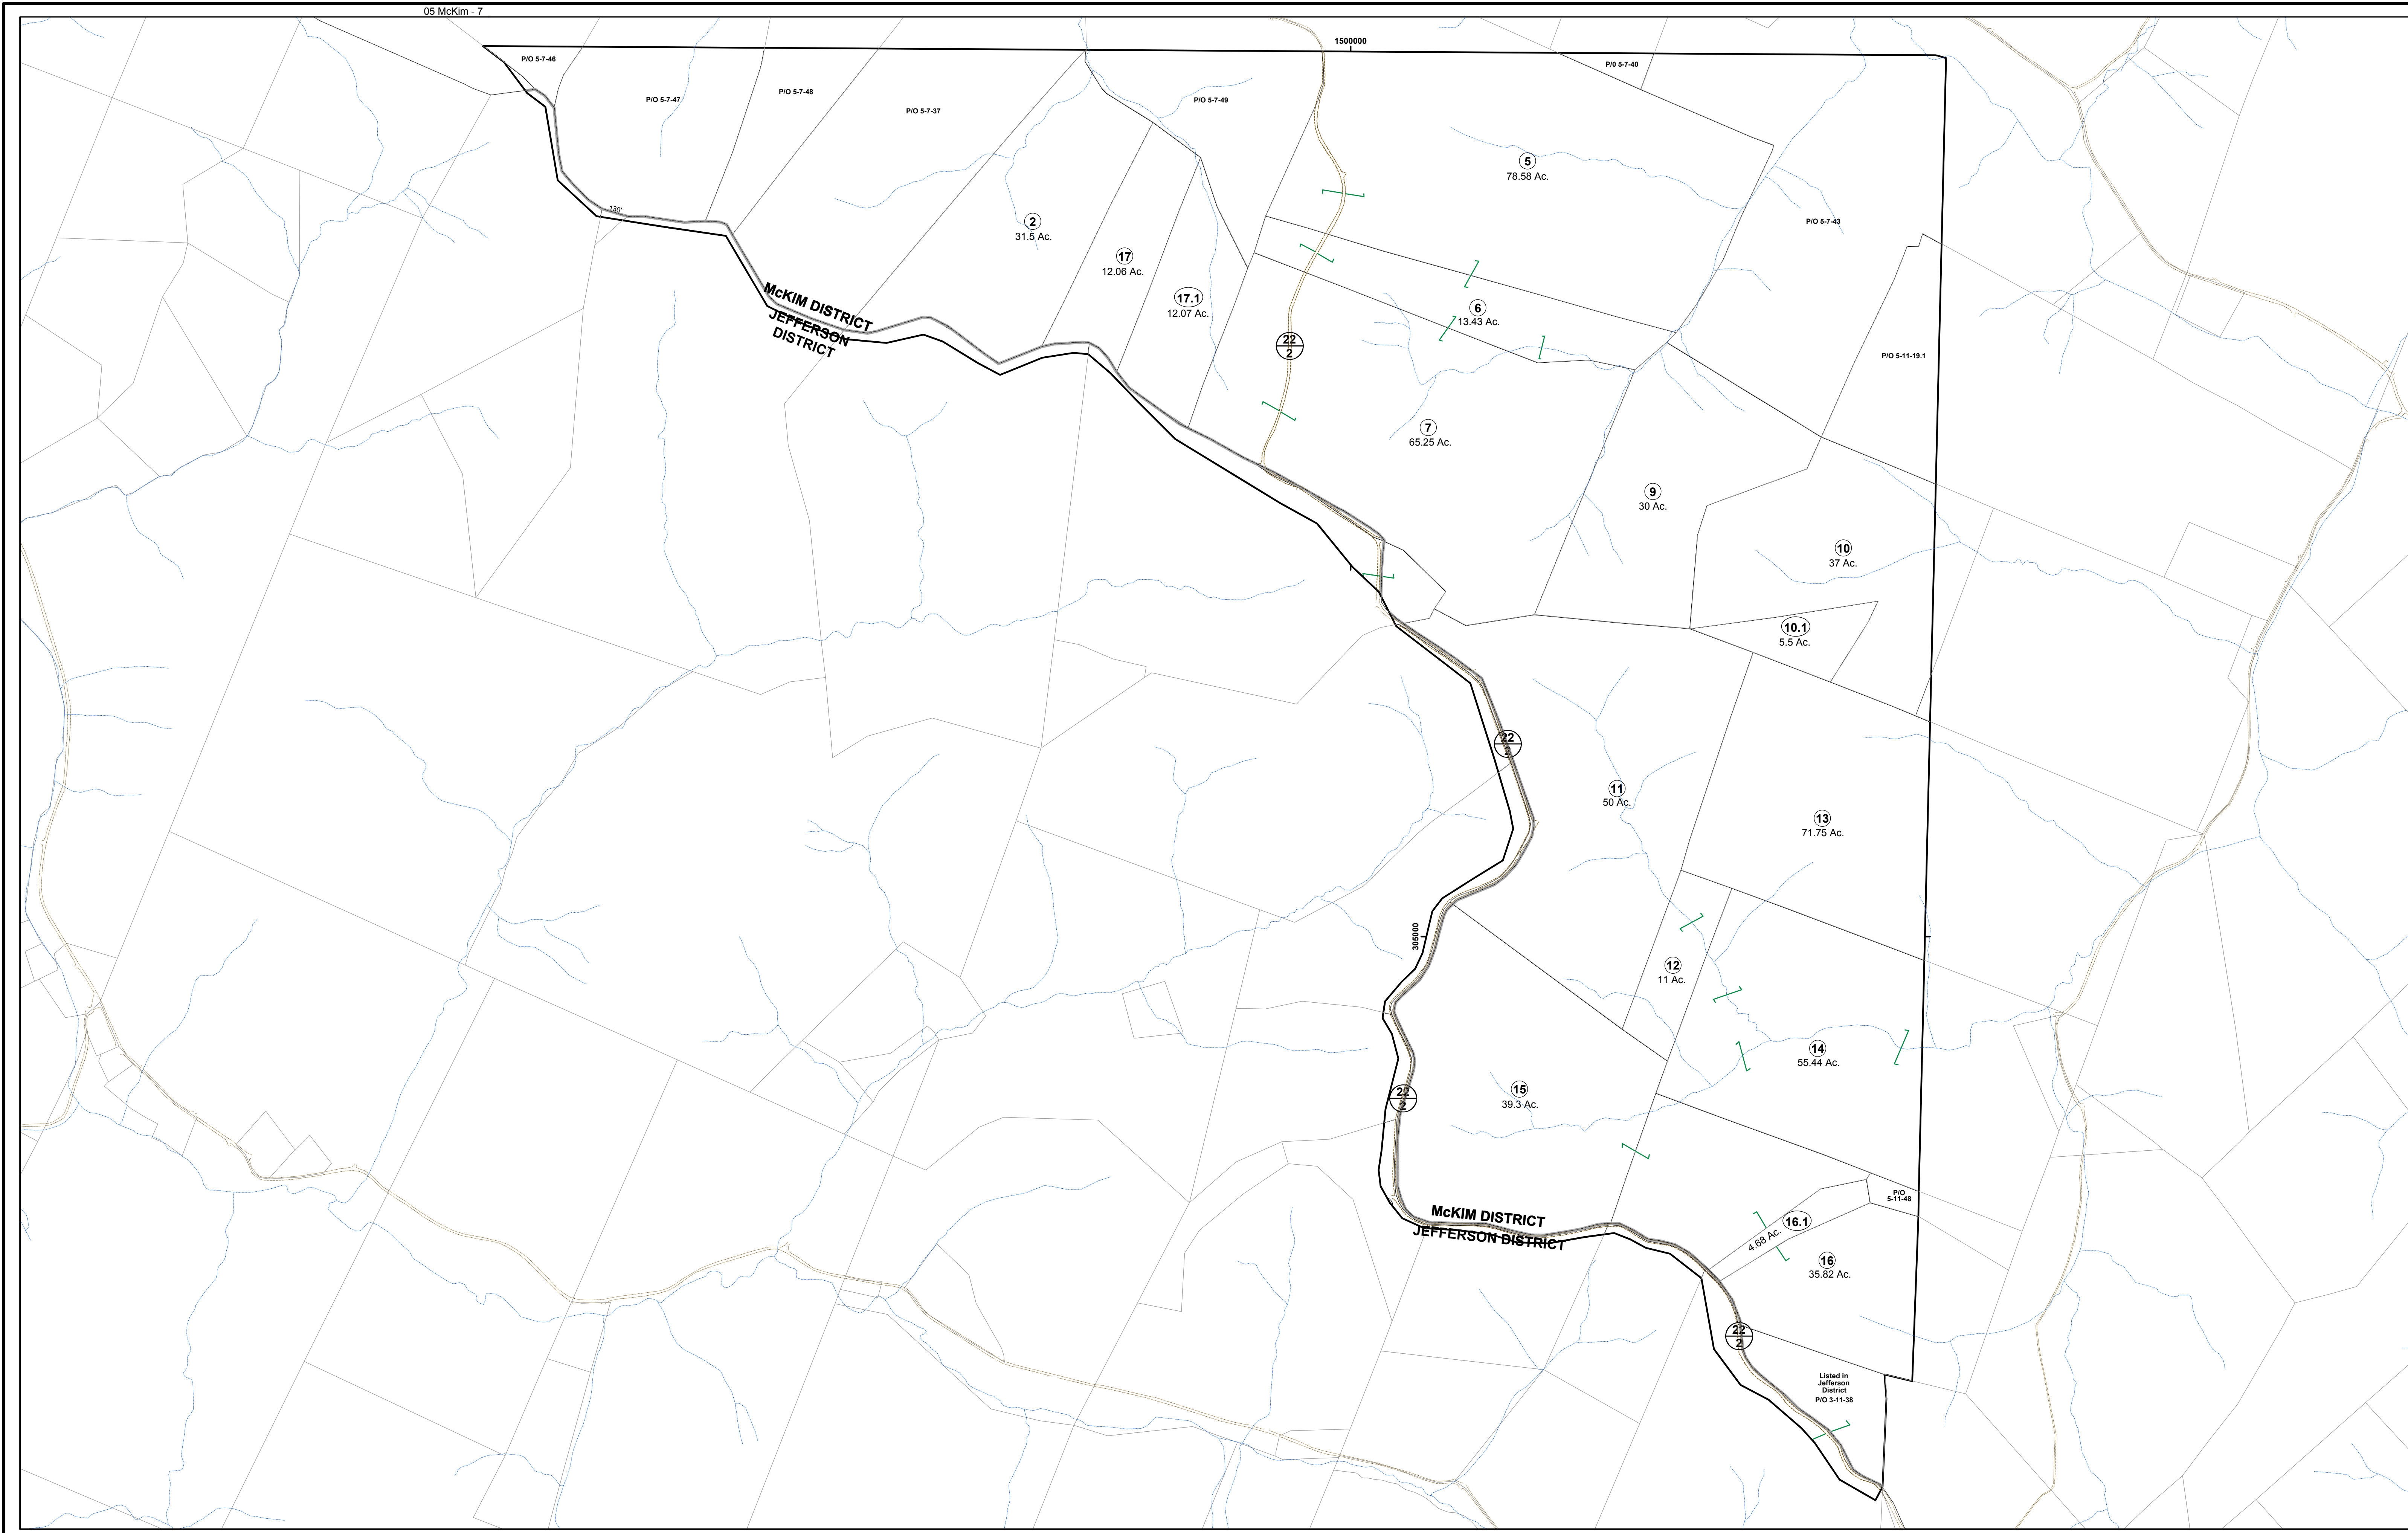 05 McKim - 7
1500000
P/O 5-7-46
P/0 5-7-40
P/O 5-7-47
P/O 5-7-48
P/O 5-7-37
P/O 5-7-49
5
78.58 Ac.
130'
2
31.5 Ac.
P/O 5-7-43
17
12.06 Ac.
17.1
12.07 Ac.
McKIM DISTRICT
JEFFERSON
DISTRICT
6
13.43 Ac.
22
2
P/O 5-11-19.1
7
65.25 Ac.
9
30 Ac.
10
37 Ac.
10.1
5.5 Ac.
22
2
11
50 Ac.
13
71.75 Ac.
305000
12
11 Ac.
14
55.44 Ac.
22
2
15
39.3 Ac.
P/O
5-11-48
McKIM DISTRICT
JEFFERSON DISTRICT
16.1
4.68 Ac.
16
35.82 Ac.
22
2
Listed in
Jefferson
District
P/O 3-11-38